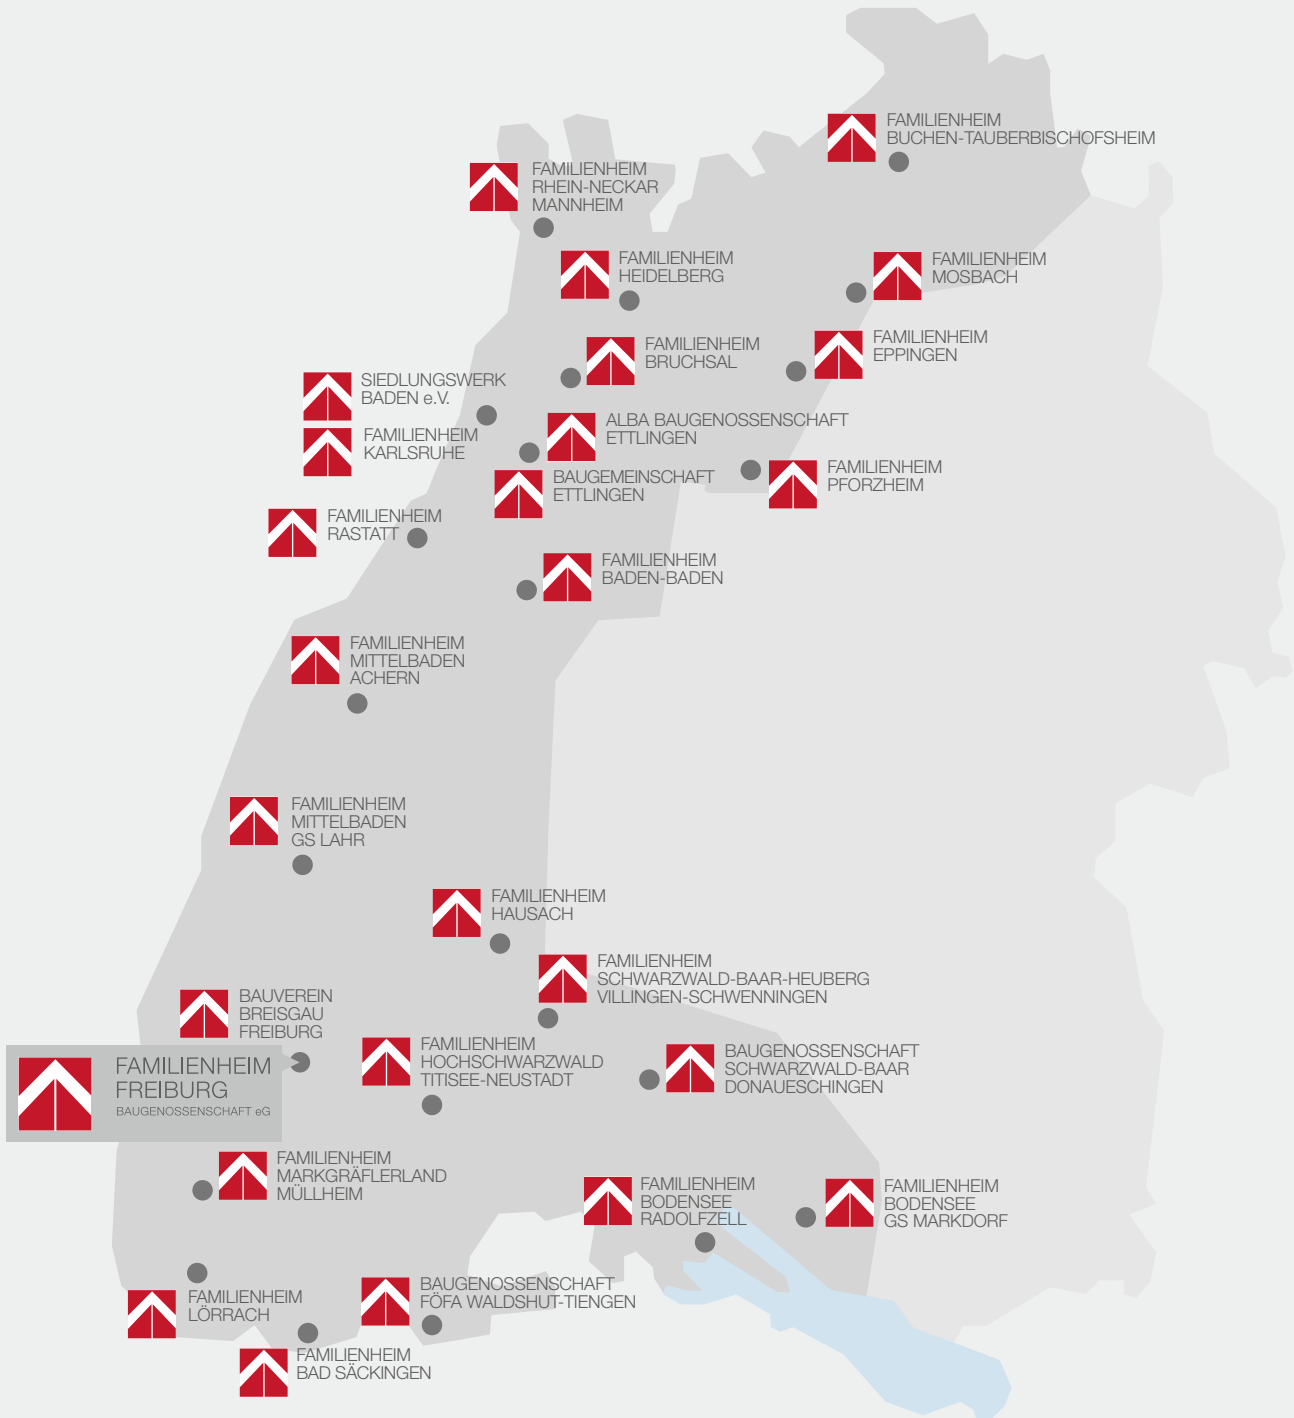 FAMILIENHEIM
BUCHEN-TAUBERBISCHOFSHEIM
FAMILIENHEIM
RHEIN-NECKAR
MANNHEIM
FAMILIENHEIM
HEIDELBERG
FAMILIENHEIM
MOSBACH
FAMILIENHEIM
BRUCHSAL
FAMILIENHEIM
EPPINGEN
SIEDLUNGSWERK
BADEN e.V.
FAMILIENHEIM
KARLSRUHE
ALBA BAUGENOSSENSCHAFT
ETTLINGEN
BAUGEMEINSCHAFT
ETTLINGEN
FAMILIENHEIM
PFORZHEIM
FAMILIENHEIM
RASTATT
FAMILIENHEIM
BADEN-BADEN
FAMILIENHEIM
MITTELBADEN
ACHERN
FAMILIENHEIM
MITTELBADEN
GS LAHR
FAMILIENHEIM
HAUSACH
FAMILIENHEIM
SCHWARZWALD-BAAR-HEUBERG
VILLINGEN-SCHWENNINGEN
BAUVEREIN
BREISGAU
FREIBURG
FAMILIENHEIM
HOCHSCHWARZWALD
TITISEE-NEUSTADT
BAUGENOSSENSCHAFT
SCHWARZWALD-BAAR
DONAUESCHINGEN
FAMILIENHEIM
FREIBURG
BAUGENOSSENSCHAFT eG
FAMILIENHEIM
MARKGRÄFLERLAND
MÜLLHEIM
FAMILIENHEIM
BODENSEE
RADOLFZELL
FAMILIENHEIM
BODENSEE
GS MARKDORF
FAMILIENHEIM
LÖRRACH
BAUGENOSSENSCHAFT
FÖFA WALDSHUT-TIENGEN
FAMILIENHEIM
BAD SÄCKINGEN